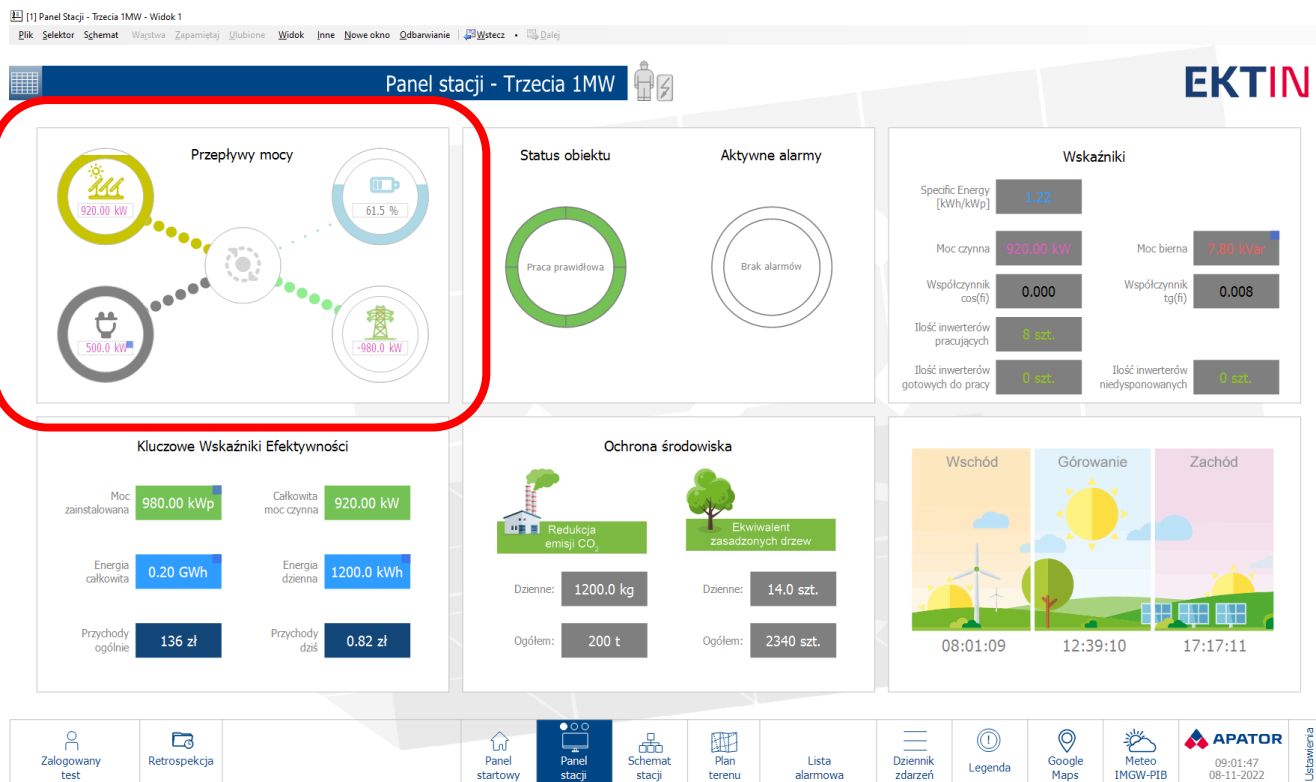 [1] Panel Stacji - Trzecia 1MW - Widok 1
Plik Selektor Schemat Warstwa Zapamiętaj Ulubione Widok Inne Nowe okno Odbarwianie Wstecz • Dalej
Panel stacji - Trzecia 1MW
EKTIN
Przepływy mocy
920.00 kW
61.5 %
500.0 kW
-980.0 kW
Status obiektu
Praca prawidłowa
Aktywne alarmy
Brak alarmów
Wskaźniki
Specific Energy
[kWh/kWp]
1.22
Moc czynna
920.00 kW
Moc bierna
7.80 kVar
Współczynnik
cos(fi)
0.000
Współczynnik
tg(fi)
0.008
Ilość inwerterów
pracujących
8 szt.
Ilość inwerterów
gotowych do pracy
0 szt.
Ilość inwerterów
niedysponowanych
0 szt.
Kluczowe Wskaźniki Efektywności
Moc
zainstalowana
980.00 kWp
Całkowita
moc czynna
920.00 kW
Energia
całkowita
0.20 GWh
Energia
dzienna
1200.0 kWh
Przychody
ogólnie
136 zł
Przychody
dziś
0.82 zł
Ochrona środowiska
Redukcja
emisji CO2
Ekwiwalent
zasadzonych drzew
Dzienne:
1200.0 kg
Dzienne:
14.0 szt.
Ogółem:
200 t
Ogółem:
2340 szt.
Wschód
Górowanie
Zachód
08:01:09
12:39:10
17:17:11
Zalogowany
test
Retrospekcja
Panel
startowy
Panel
stacji
Schemat
stacji
Plan
terenu
Lista
alarmowa
Dziennik
zdarzeń
Legenda
Google
Maps
Meteo
IMGW-PIB
APATOR
09:01:47
08-11-2022
Ustawienia